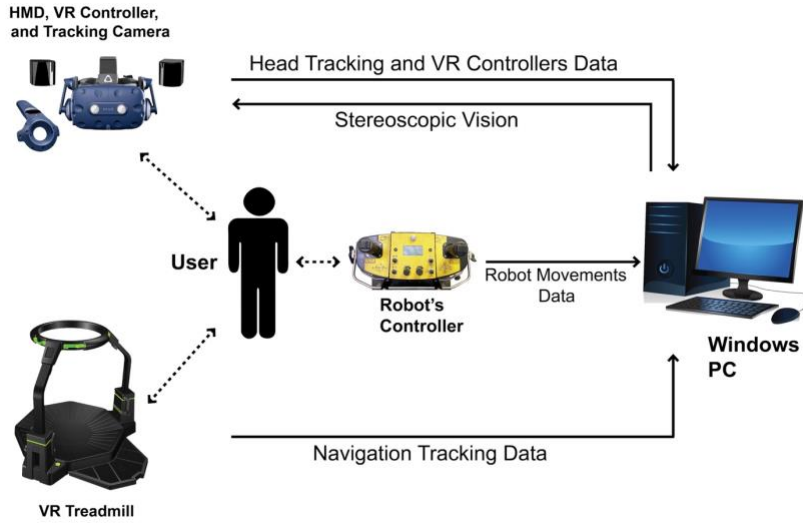 HMD, VR Controller,
and Tracking Camera
Head Tracking and VR Controllers Data
Stereoscopic Vision
User
Robot's
Controller
Robot Movements
Data
Windows
PC
Navigation Tracking Data
VR Treadmill